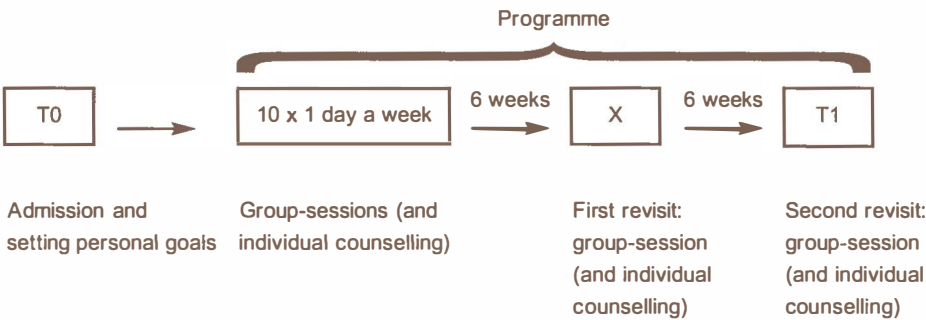 Programme
T0
10 x 1 day a week
6 weeks
X
6 weeks
T1
Admission and
setting personal goals
Group-sessions (and
individual counselling)
First revisit:
group-session
(and individual
counselling)
Second revisit:
group-session
(and individual
counselling)